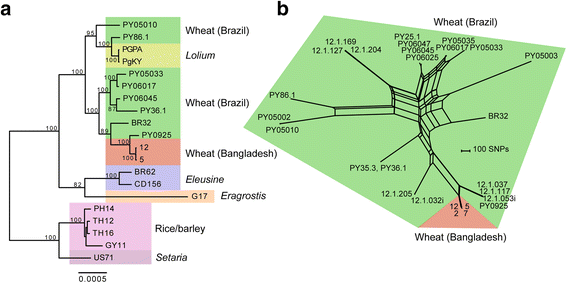 a
PY05010
PY86.1
PGPA
PgKY
PY05033
PY06017
PY06045
PY36.1
BR32
PY0925
12
5
BR62
CD156
G17
PH14
TH12
TH16
GY11
US71
95
100
100
100
100
100
87
100
89
100
100
100
100
82
100
100
Wheat (Brazil)
Lolium
Wheat (Brazil)
Wheat (Bangladesh)
Eleusine
Eragrostis
Rice/barley
Setaria
0.0005
b
Wheat (Brazil)
12.1.169
12.1.127
12.1.204
PY25.1
PY06047
PY06045
PY06025
PY05035
PY06017
PY05033
PY05003
PY86.1
PY05002
PY05010
BR32
100 SNPs
PY35.3, PY36.1
12.1.205
12.1.032i
12.1.037
12.1.117
12.1.053i
PY0925
12 5
2 7
Wheat (Bangladesh)